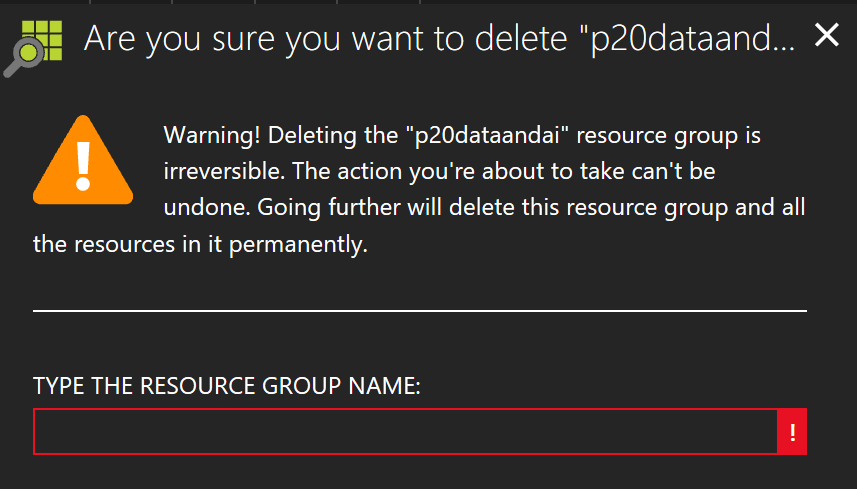 Are you sure you want to delete "p20dataand...
Warning! Deleting the "p20dataandai" resource group is
irreversible. The action you're about to take can't be
undone. Going further will delete this resource group and all
the resources in it permanently.
TYPE THE RESOURCE GROUP NAME: